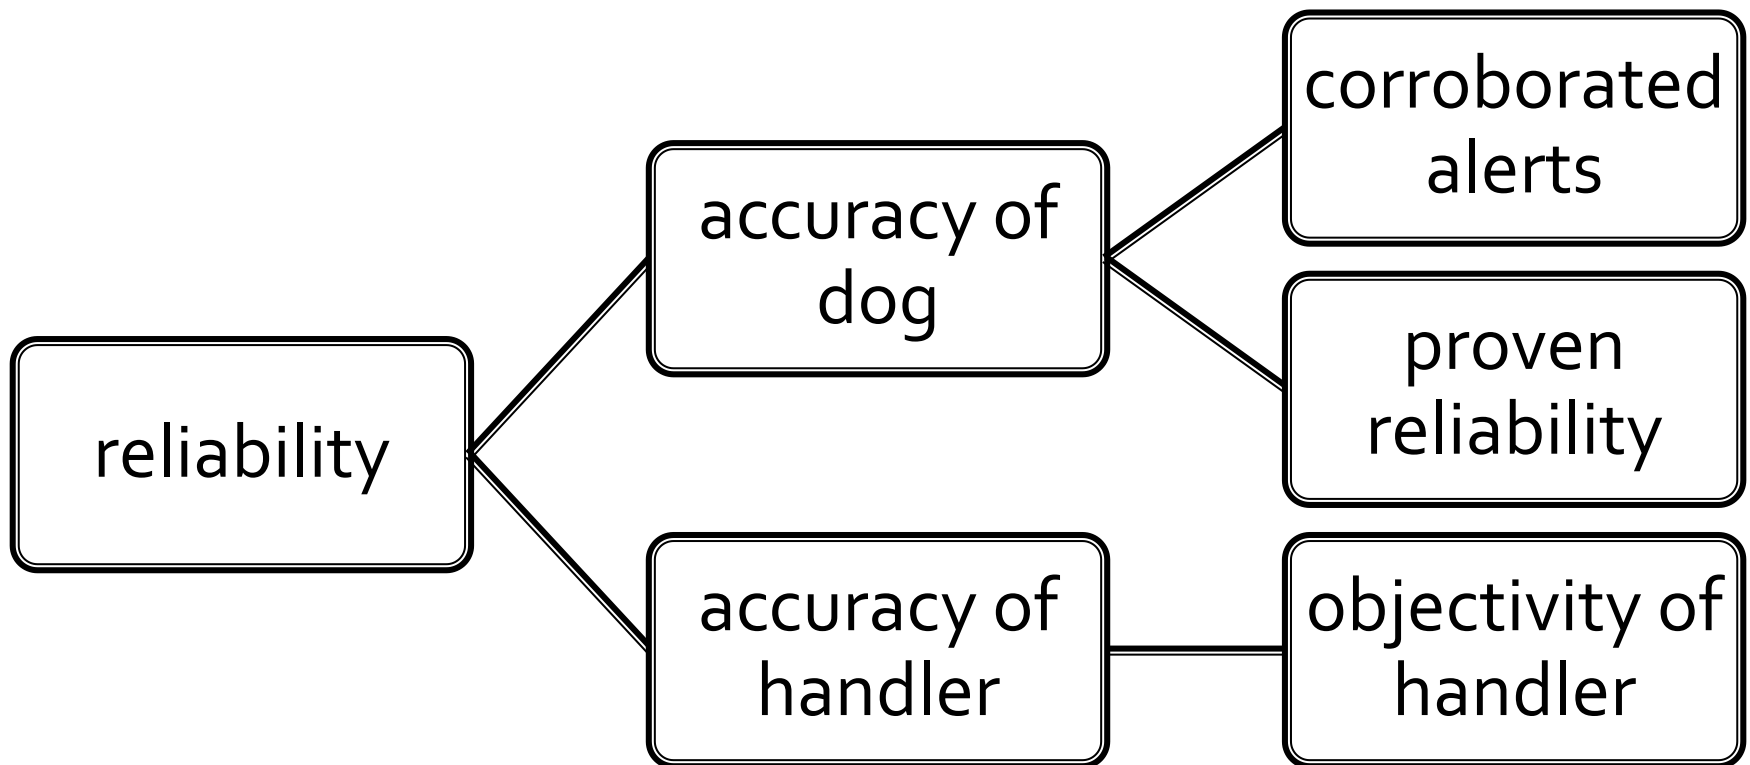 reliability
accuracy of
dog
corroborated
alerts
proven
reliability
accuracy of
handler
objectivity of
handler